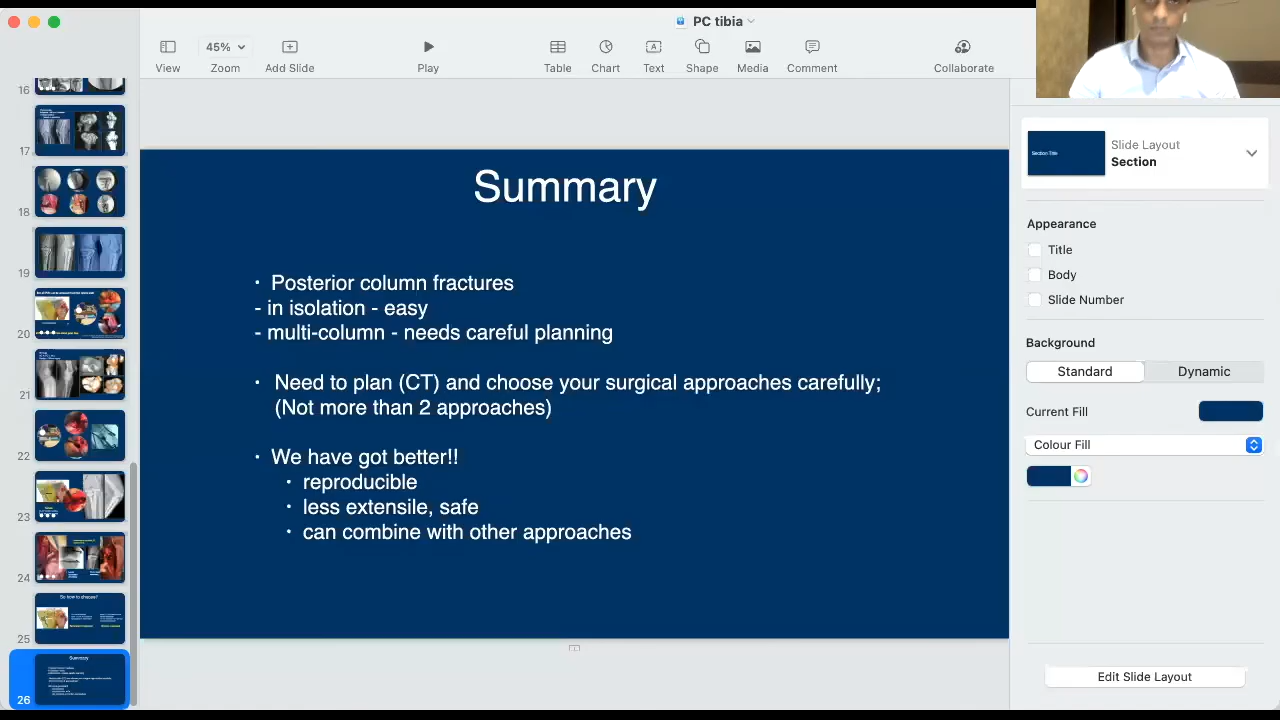 PC tibia
45%
View
Zoom
Add Slide
Play
Table
Chart
Text
Shape
Media
Comment
Collaborate
16
17
18
19
20
21
22
23
24
So how to choose?
25
Summary
26
Summary
• Posterior column fractures
- in isolation - easy
- multi-column - needs careful planning
• Need to plan (CT) and choose your surgical approaches carefully;
(Not more than 2 approaches)
• We have got better!!
• reproducible
• less extensile, safe
• can combine with other approaches
Section Title
Slide Layout
Section
Appearance
Title
Body
Slide Number
Background
Standard
Dynamic
Current Fill
Colour Fill
Edit Slide Layout